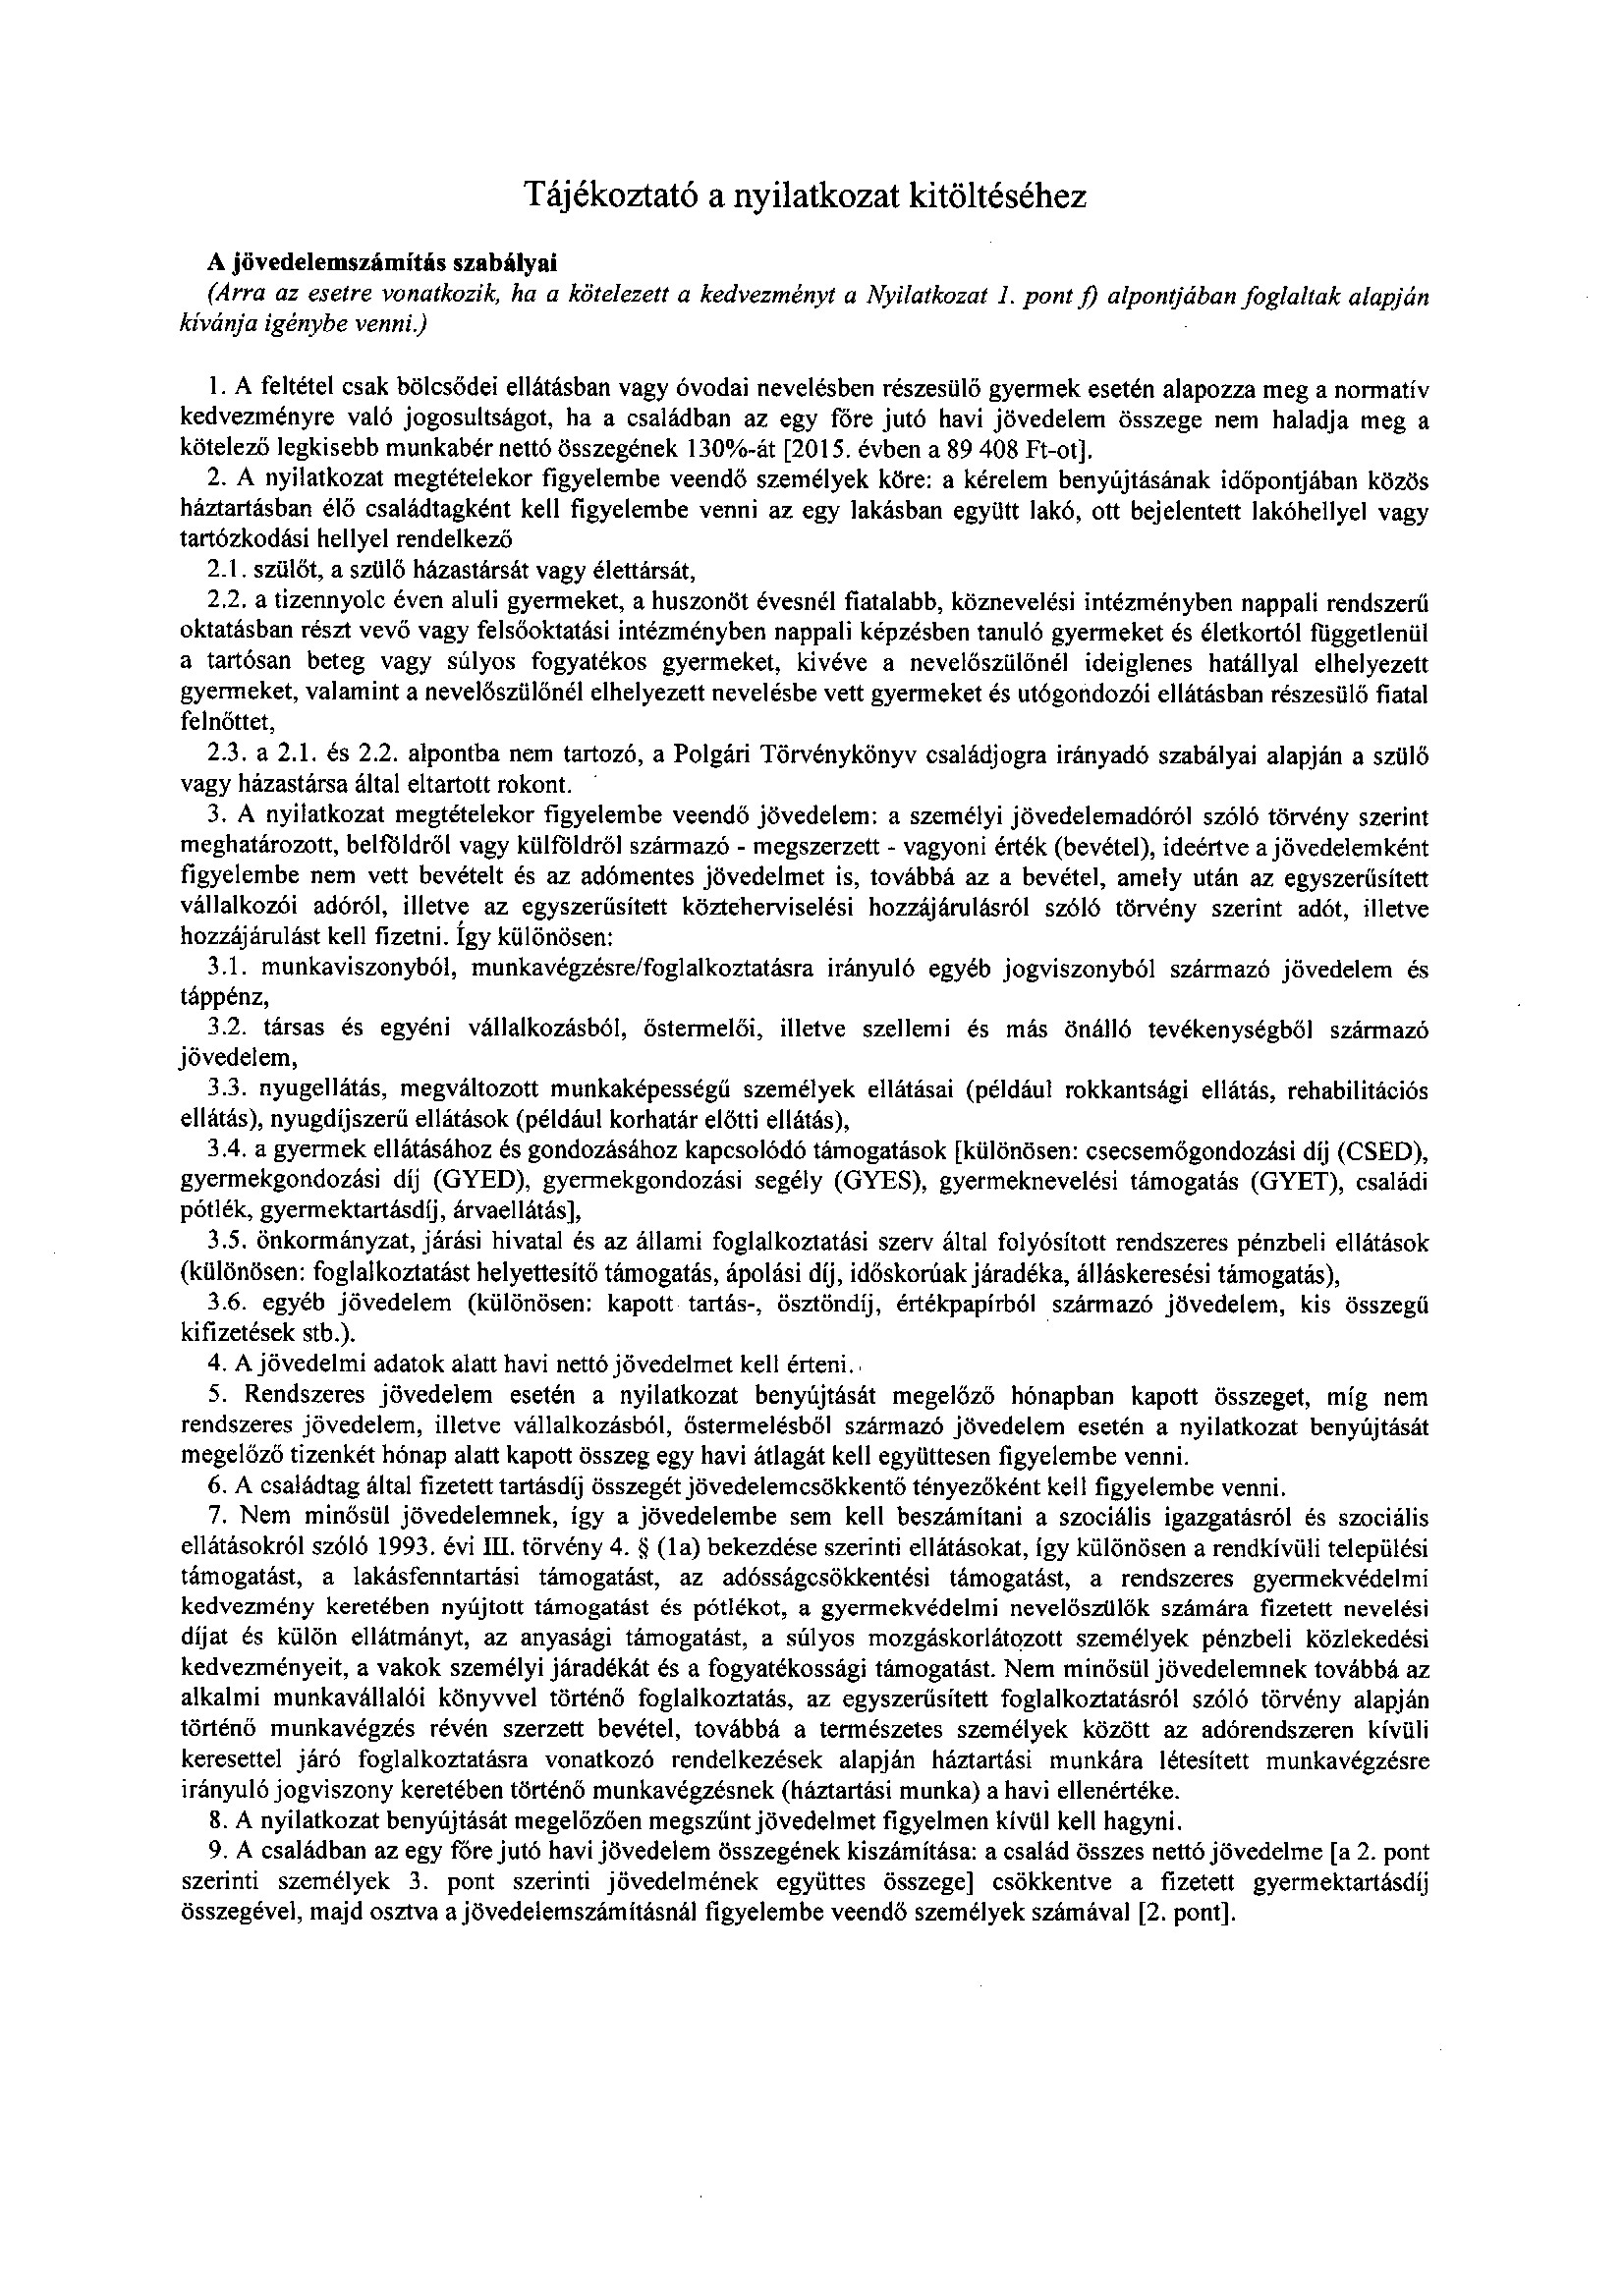 Tájékoztató a nyilatkozat kitöltéséhez
A jövedelemszámítás szabályai
(Arra az esetre vonatkozik, ha a kötelezett a kedvezményt a Nyilatkozat 1. pont f) alpontjában foglaltak alapján
kívánja igénybe venni.)
1. A feltétel csak bölcsődei ellátásban vagy óvodai nevelésben részesülő gyermek esetén alapozza meg a normatív
kedvezményre való jogosultságot, ha a családban az egy főre jutó havi jövedelem összege nem haladja meg a
kötelező legkisebb munkabér nettó összegének 130%-át [2015. évben a 89 408 Ft-ot].
2. A nyilatkozat megtételekor figyelembe veendő személyek köre: a kérelem benyújtásának időpontjában közös
háztartásban élő családtagként kell figyelembe venni az egy lakásban együtt lakó, ott bejelentett lakóhellyel vagy
tartózkodási hellyel rendelkező
2.1. szülőt, a szülő házastársát vagy élettársát,
2.2. a tizennyolc éven aluli gyermeket, a huszonöt évesnél fiatalabb, köznevelési intézményben nappali rendszerű
oktatásban részt vevő vagy felsőoktatási intézményben nappali képzésben tanuló gyermeket és életkortól függetlenül
a tartósan beteg vagy súlyos fogyatékos gyermeket, kivéve a nevelőszülőnél ideiglenes hatállyal elhelyezett
gyermeket, valamint a nevelőszülőnél elhelyezett nevelésbe vett gyermeket és utógondozói ellátásban részesülő fiatal
felnőttet,
2.3. a 2.1. és 2.2. alpontba nem tartozó, a Polgári Törvénykönyv családjogra irányadó szabályai alapján a szülő
vagy házastársa által eltartott rokont.
3. A nyilatkozat megtételekor figyelembe veendő jövedelem: a személyi jövedelemadóról szóló törvény szerint
meghatározott, belföldről vagy külföldről származó - megszerzett - vagyoni érték (bevétel), ideértve a jövedelemként
figyelembe nem vett bevételt és az adómentes jövedelmet is, továbbá az a bevétel, amely után az egyszerűsített
vállalkozói adóról, illetve az egyszerűsített közteherviselési hozzájárulásról szóló törvény szerint adót, illetve
hozzájárulást kell fizetni. Így különösen:
3.1. munkaviszonyból, munkavégzésre/foglalkoztatásra irányuló egyéb jogviszonyból származó jövedelem és
táppénz,
3.2. társas és egyéni vállalkozásból, őstermelői, illetve szellemi és más önálló tevékenységből származó
jövedelem,
3.3. nyugellátás, megváltozott munkaképességű személyek ellátásai (például rokkantsági ellátás, rehabilitációs
ellátás), nyugdíjszerű ellátások (például korhatár előtti ellátás),
3.4. a gyermek ellátásához és gondozásához kapcsolódó támogatások [különösen: csecsemőgondozási díj (CSED),
gyermekgondozási díj (GYED), gyermekgondozási segély (GYES), gyermeknevelési támogatás (GYET), családi
pótlék, gyermektartásdíj, árvaellátás],
3.5. önkormányzat, járási hivatal és az állami foglalkoztatási szerv által folyósított rendszeres pénzbeli ellátások
(különösen: foglalkoztatást helyettesítő támogatás, ápolási díj, időskorúak járadéka, álláskeresési támogatás),
3.6. egyéb jövedelem (különösen: kapott tartás-, ösztöndíj, értékpapírból származó jövedelem, kis összegű
kifizetések stb.).
4. A jövedelmi adatok alatt havi nettó jövedelmet kell érteni.
5. Rendszeres jövedelem esetén a nyilatkozat benyújtását megelőző hónapban kapott összeget, míg nem
rendszeres jövedelem, illetve vállalkozásból, őstermelésből származó jövedelem esetén a nyilatkozat benyújtását
megelőző tizenkét hónap alatt kapott összeg egy havi átlagát kell együttesen figyelembe venni.
6. A családtag által fizetett tartásdíj összegét jövedelemcsökkentő tényezőként kell figyelembe venni.
7. Nem minősül jövedelemnek, így a jövedelembe sem kell beszámítani a szociális igazgatásról és szociális
ellátásokról szóló 1993. évi III. törvény 4. § (1a) bekezdése szerinti ellátásokat, így különösen a rendkívüli települési
támogatást, a lakásfenntartási támogatást, az adósságcsökkentési támogatást, a rendszeres gyermekvédelmi
kedvezmény keretében nyújtott támogatást és pótlékot, a gyermekvédelmi nevelőszülők számára fizetett nevelési
díjat és külön ellátmányt, az anyasági támogatást, a súlyos mozgáskorlátozott személyek pénzbeli közlekedési
kedvezményeit, a vakok személyi járadékát és a fogyatékossági támogatást. Nem minősül jövedelemnek továbbá az
alkalmi munkavállalói könyvvel történő foglalkoztatás, az egyszerűsített foglalkoztatásról szóló törvény alapján
történő munkavégzés révén szerzett bevétel, továbbá a természetes személyek között az adórendszeren kívüli
keresettel járó foglalkoztatásra vonatkozó rendelkezések alapján háztartási munkára létesített munkavégzésre
irányuló jogviszony keretében történő munkavégzésnek (háztartási munka) a havi ellenértéke.
8. A nyilatkozat benyújtását megelőzően megszűnt jövedelmet figyelmen kívül kell hagyni.
9. A családban az egy főre jutó havi jövedelem összegének kiszámítása: a család összes nettó jövedelme [a 2. pont
szerinti személyek 3. pont szerinti jövedelmének együttes összege] csökkentve a fizetett gyermektartásdíj
összegével, majd osztva a jövedelemszámításnál figyelembe veendő személyek számával [2. pont].